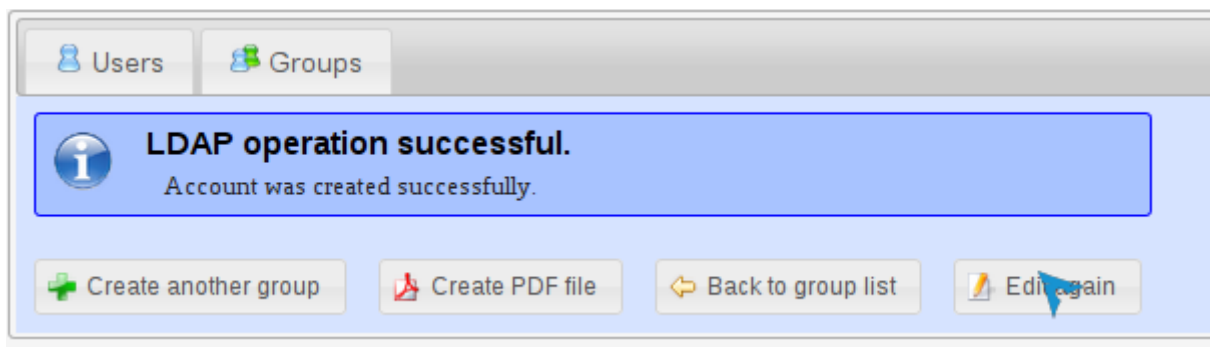 Users
Groups
LDAP operation successful.
Account was created successfully.
Create another group
Create PDF file
Back to group list
Edit again